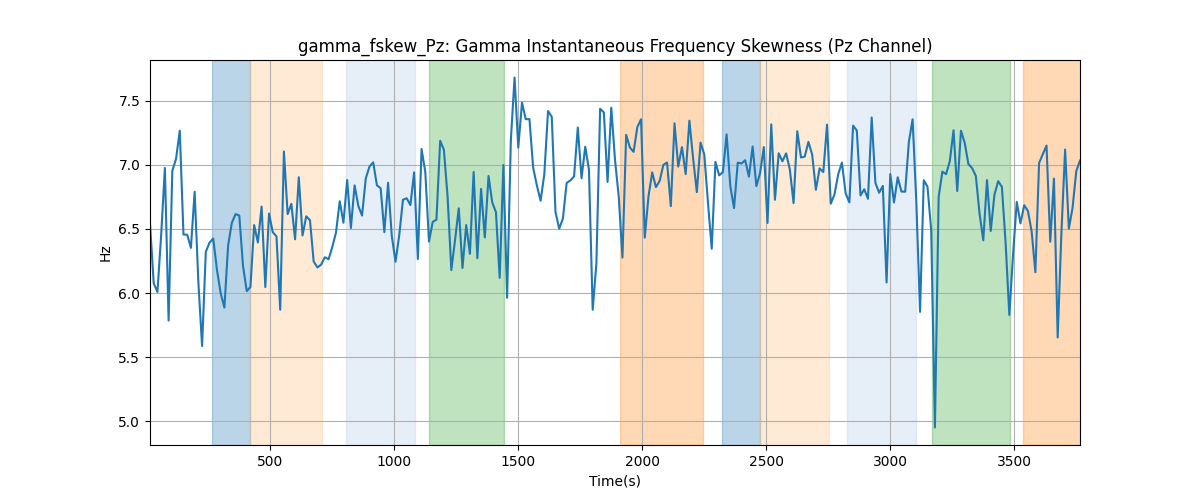 gamma_fskew_Pz: Gamma Instantaneous Frequency Skewness (Pz Channel)
7.5
7.0
6.5
6.0
5.5
5.0
Hz
500 1000 1500 2000 2500 3000 3500
Time(s)